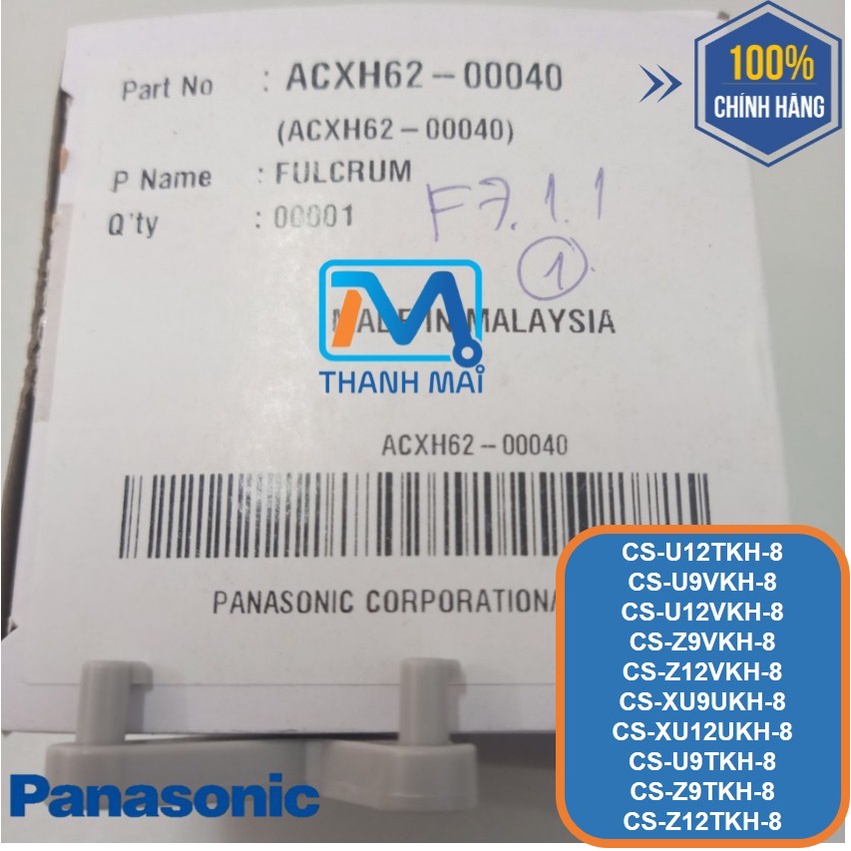 Part No : ACXH62-00040
(ACXH62-00040)
P Name : FULCRUM
Q'ty : 00001
F7.1.1
1
100%
CHÍNH HÃNG
MADE IN MALAYSIA
THANH MAI
ACXH62-00040
PANASONIC CORPORATION
CS-U12TKH-8
CS-U9VKH-8
CS-U12VKH-8
CS-Z9VKH-8
CS-Z12VKH-8
CS-XU9UKH-8
CS-XU12UKH-8
CS-U9TKH-8
CS-Z9TKH-8
CS-Z12TKH-8
Panasonic